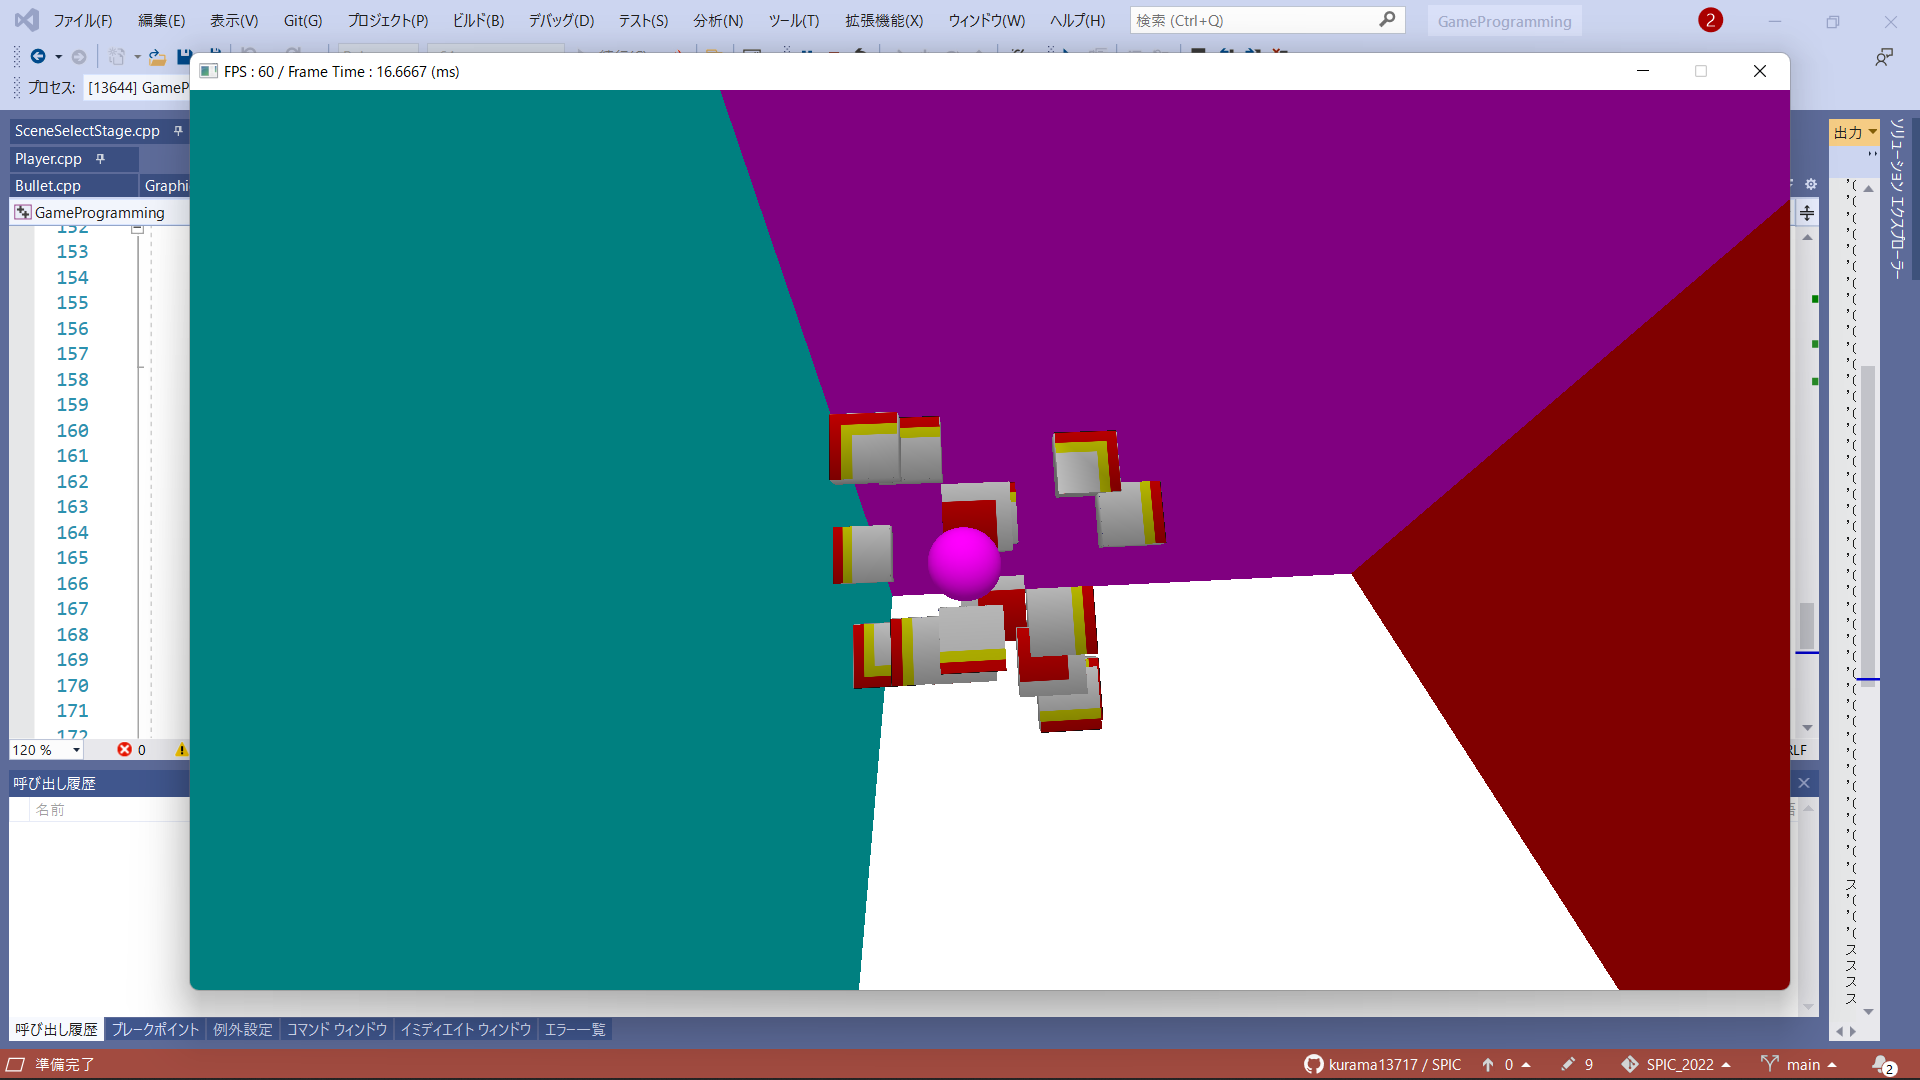 ファイル(F) 編集(E) 表示(V) Git(G) プロジェクト(P) ビルド(B) デバッグ(D) テスト(S) 分析(N) ツール(T) 拡張機能(X) ウィンドウ(W) ヘルプ(H) 検索 (Ctrl+Q) GameProgramming 2
FPS : 60 / Frame Time : 16.6667 (ms)
プロセス: [13644] GameP
SceneSelectStage.cpp
Player.cpp
Bullet.cpp Graphi
GameProgramming
出力
ソリューション エクスプローラー
152
153
154
155
156
157
158
159
160
161
162
163
164
165
166
167
168
169
170
171
172
120 % 0 RLF
呼び出し履歴
名前
呼び出し履歴 ブレークポイント 例外設定 コマンド ウィンドウ イミディエイト ウィンドウ エラー一覧
準備完了 kurama13717 / SPIC 0 9 SPIC_2022 main 2